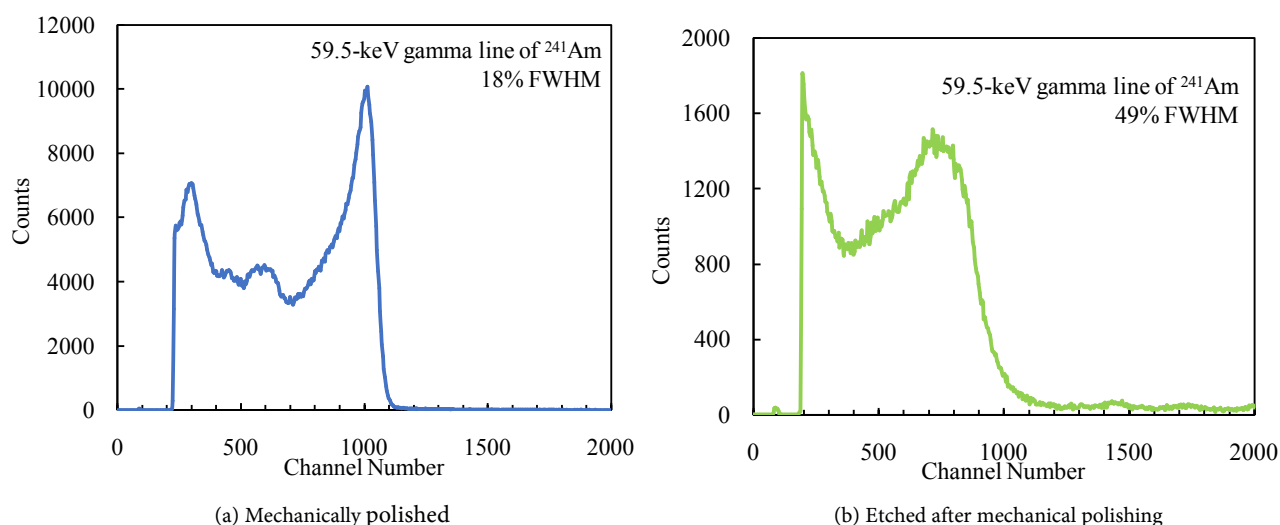 12000
10000
8000
6000
4000
2000
0
Counts
59.5-keV gamma line of ²⁴¹Am
18% FWHM
0 500 1000 1500 2000
Channel Number
(a) Mechanically polished
2000
1600
1200
800
400
0
Counts
59.5-keV gamma line of ²⁴¹Am
49% FWHM
0 500 1000 1500 2000
Channel Number
(b) Etched after mechanical polishing